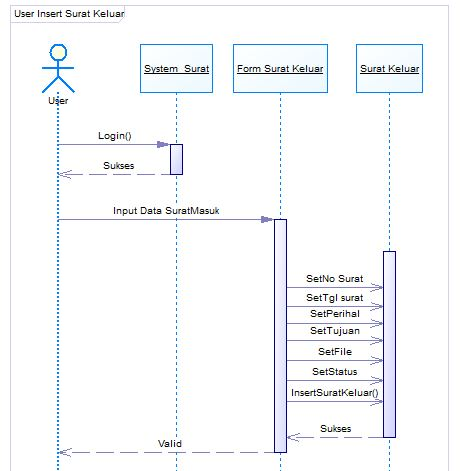 User Insert Surat Keluar
System_Surat
Form Surat Keluar
Surat Keluar
User
Login()
Sukses
Input Data SuratMasuk
SetNo Surat
SetTgl surat
SetPerihal
SetTujuan
SetFile
SetStatus
InsertSuratKeluar()
Sukses
Valid